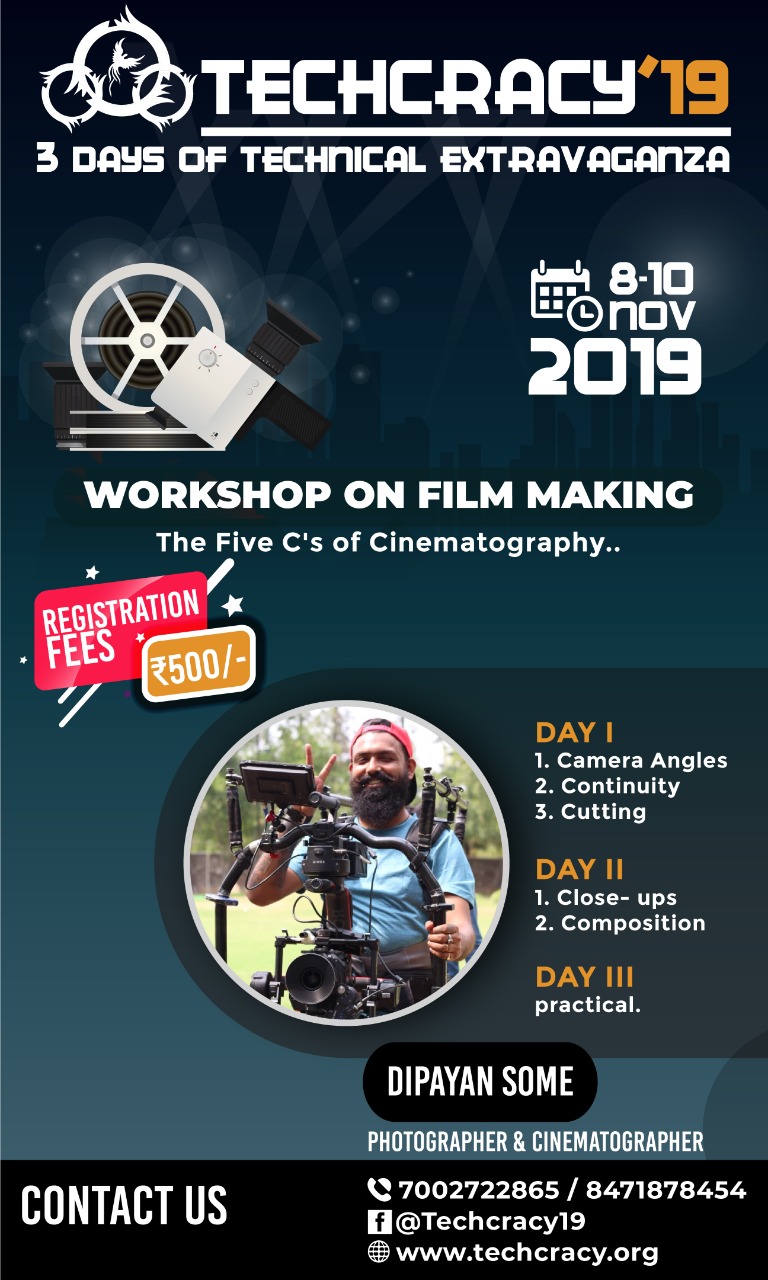 TECHCRACY'19
3 DAYS OF TECHNICAL EXTRAVAGANZA
8-10
NOV
2019
WORKSHOP ON FILM MAKING
The Five C's of Cinematography..
REGISTRATION
FEES
₹500/-
DAY I
1. Camera Angles
2. Continuity
3. Cutting
DAY II
1. Close- ups
2. Composition
DAY III
practical.
DIPAYAN SOME
PHOTOGRAPHER & CINEMATOGRAPHER
CONTACT US
7002722865 / 8471878454
@Techcracy19
www.techcracy.org